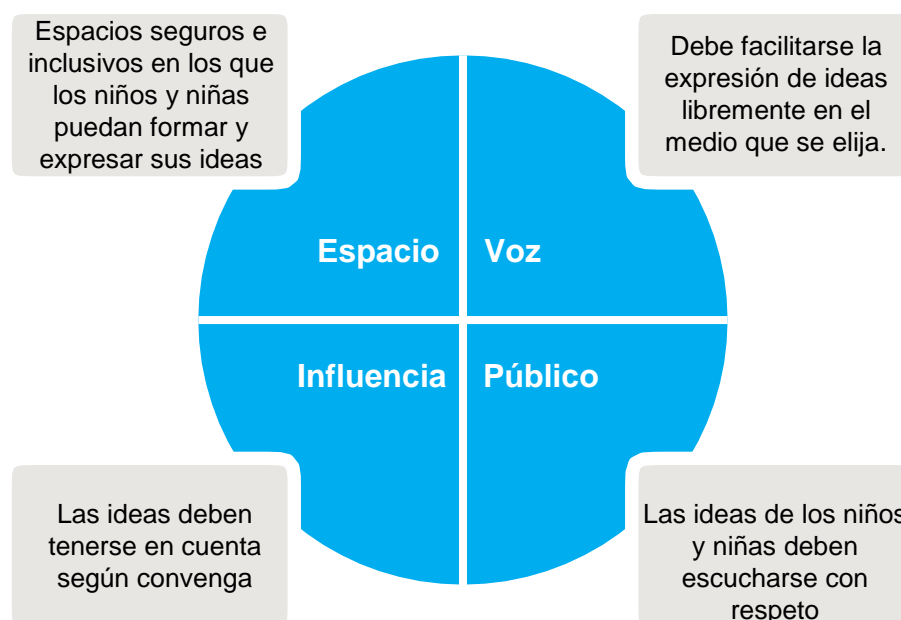 Espacios seguros e
inclusivos en los que
los niños y niñas
puedan formar y
expresar sus ideas
Debe facilitarse la
expresión de ideas
libremente en el
medio que se elija.
Espacio
Voz
Influencia
Público
Las ideas deben
tenerse en cuenta
según convenga
Las ideas de los niños
y niñas deben
escucharse con
respeto